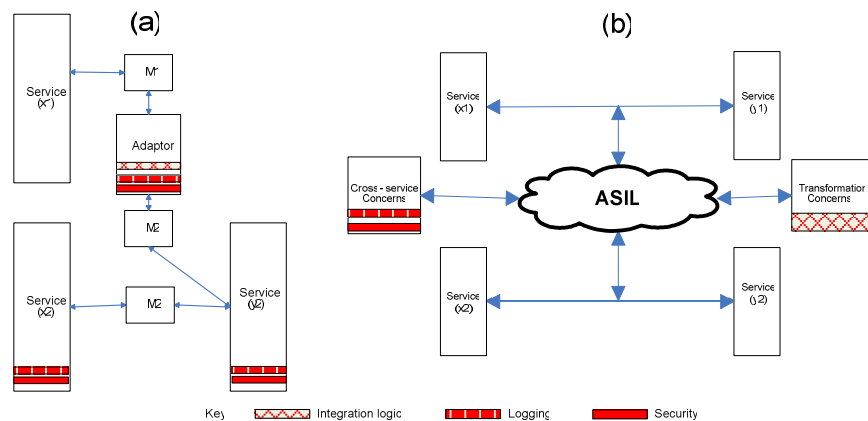 (a)
Service
(x1)
M1
Adaptor
M2
Service
(x2)
M2
Service
(y2)
(b)
Service
(x1)
Service
(y1)
Cross - service
Concerns
ASIL
Transformation
Concerns
Service
(x2)
Service
(y2)
Key
Integration logic
Logging
Security